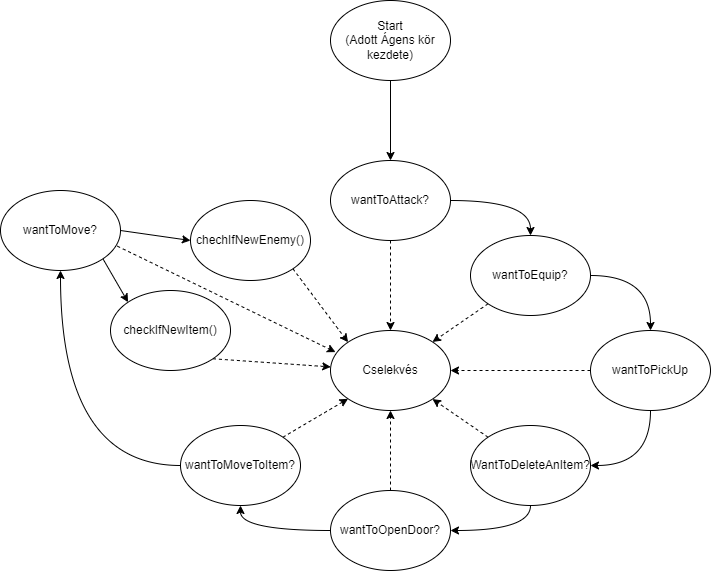 Start
(Adott Ágens kör
kezdete)
wantToAttack?
wantToMove?
chechIfNewEnemy()
wantToEquip?
checkIfNewItem()
Cselekvés
wantToPickUp
wantToMoveToItem?
WantToDeleteAnItem?
wantToOpenDoor?